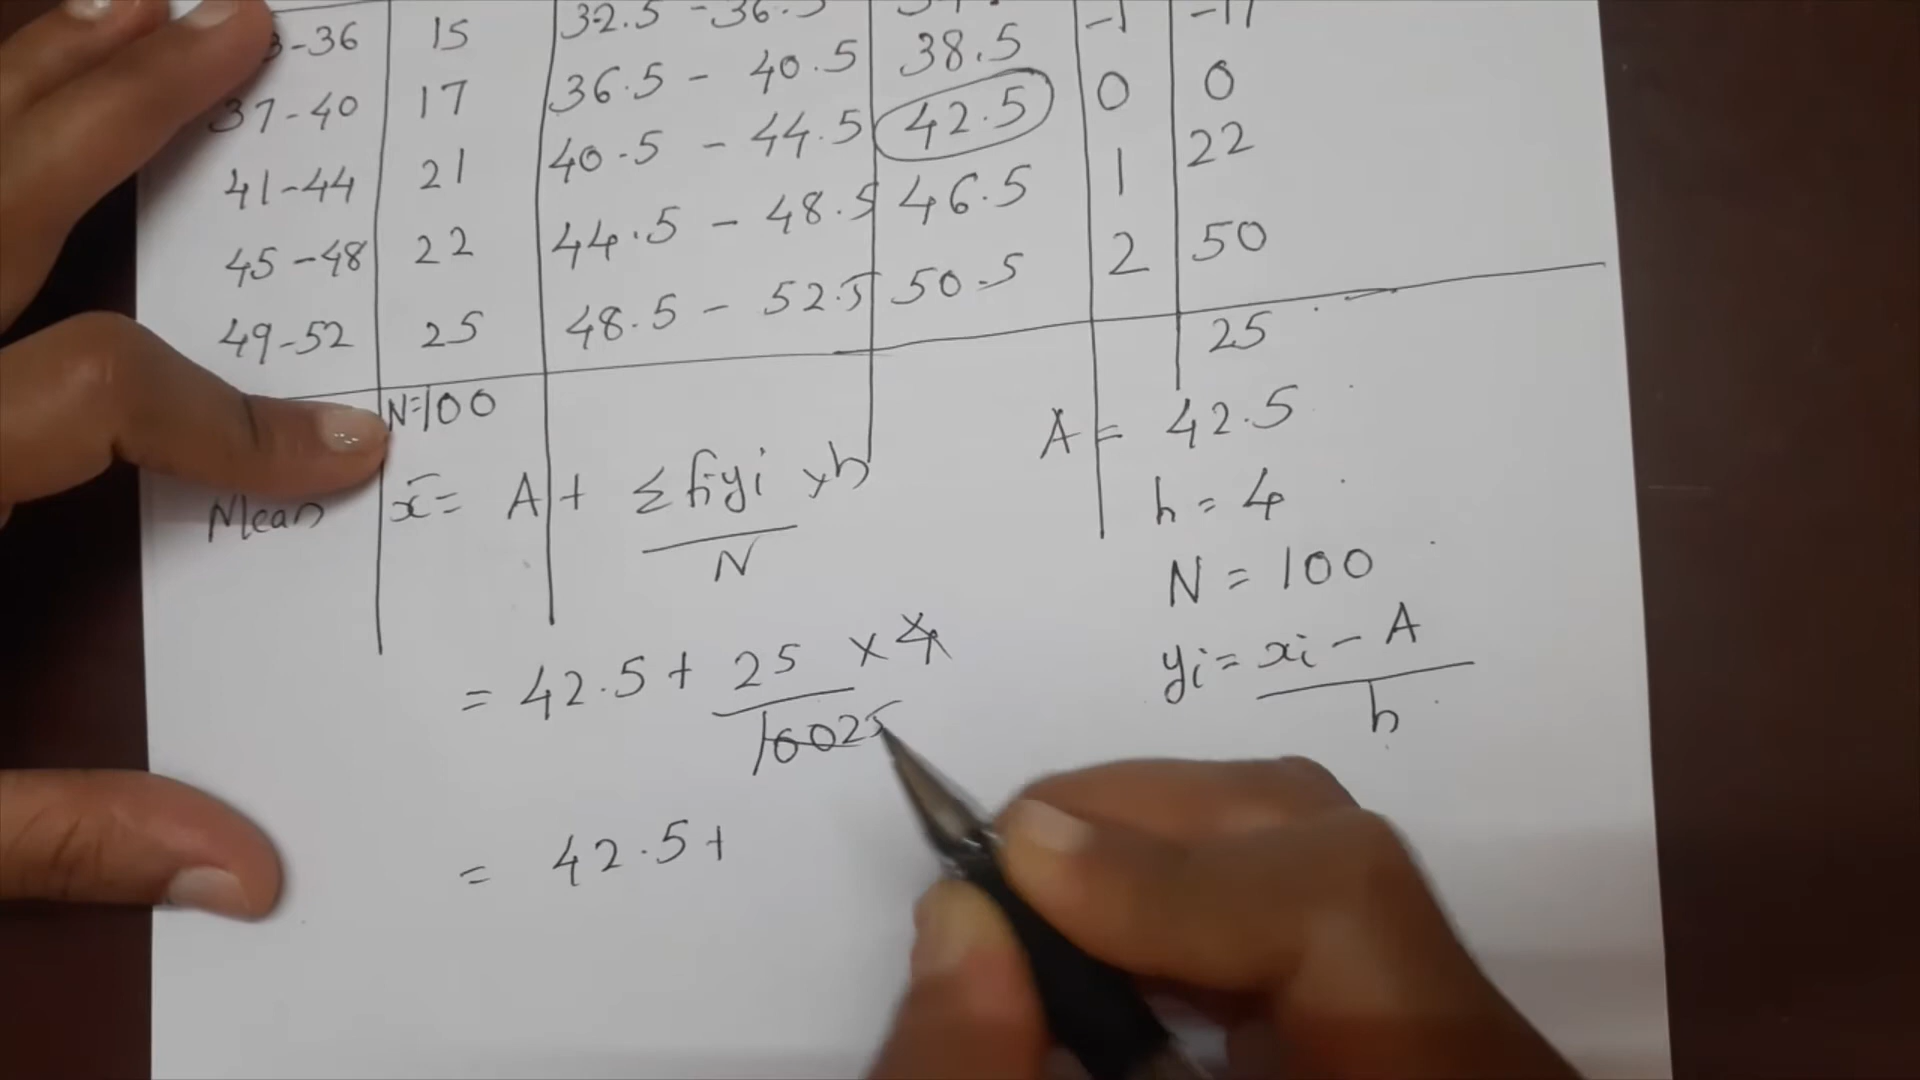 3-36 15 32.5 -36.5 34. -1 -17
37-40 17 36.5 - 40.5 38.5 0 0
41-44 21 40.5 - 44.5 42.5 1 22
45-48 22 44.5 - 48.5 46.5 2 50
49-52 25 48.5 - 52.5 50.5
25
N=100
A = 42.5
Mean x̄ = A + Σfiyi/N × h
h = 4
N = 100
= 42.5 + 25/100 25 × 4
yi = xi - A/h
= 42.5 +